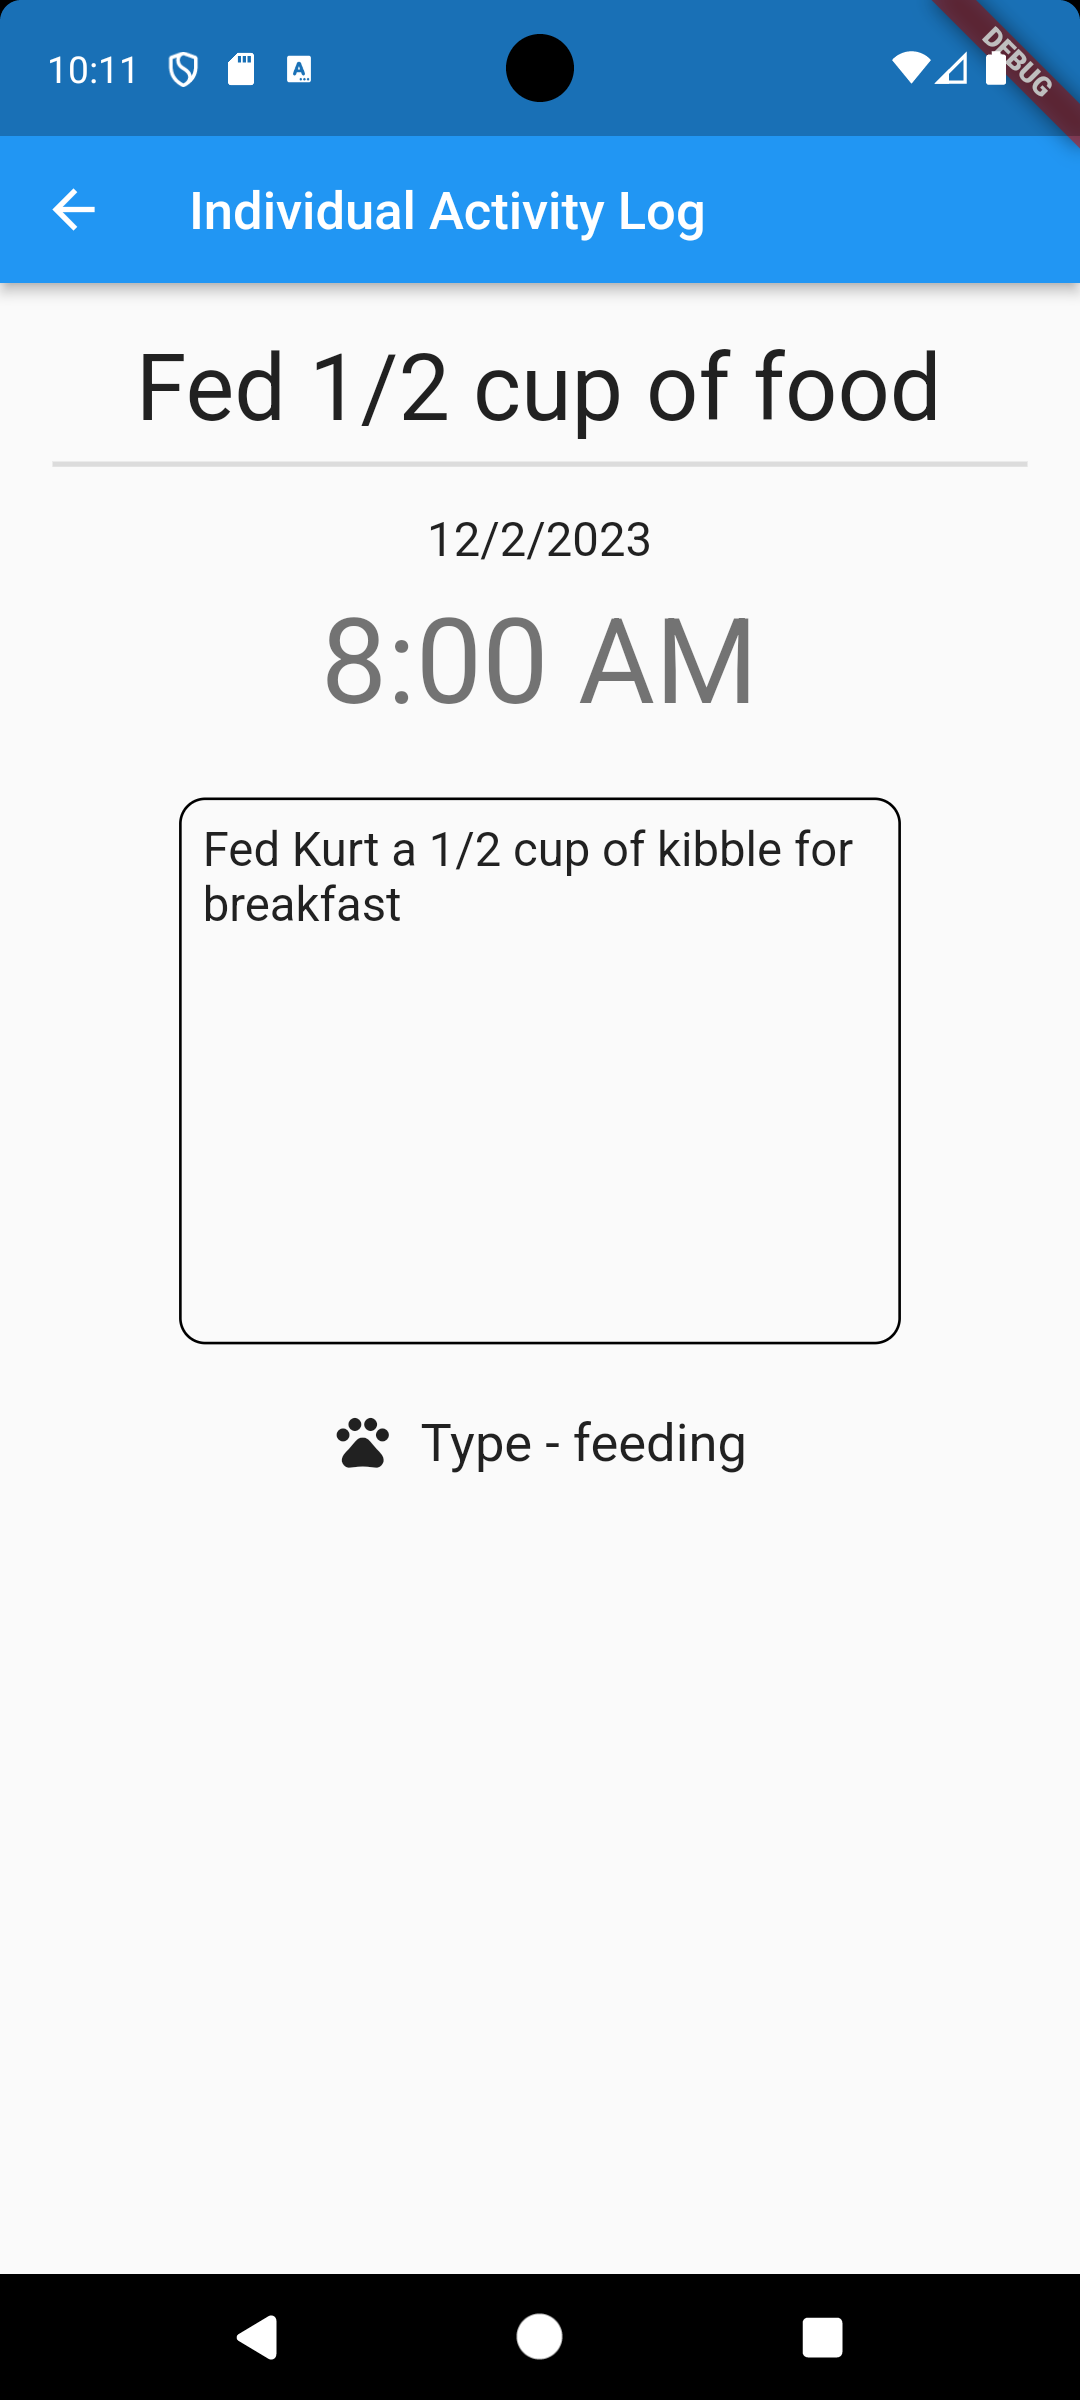 10:11
DEBUG
Individual Activity Log
Fed 1/2 cup of food
12/2/2023
8:00 AM
Fed Kurt a 1/2 cup of kibble for
breakfast
Type - feeding